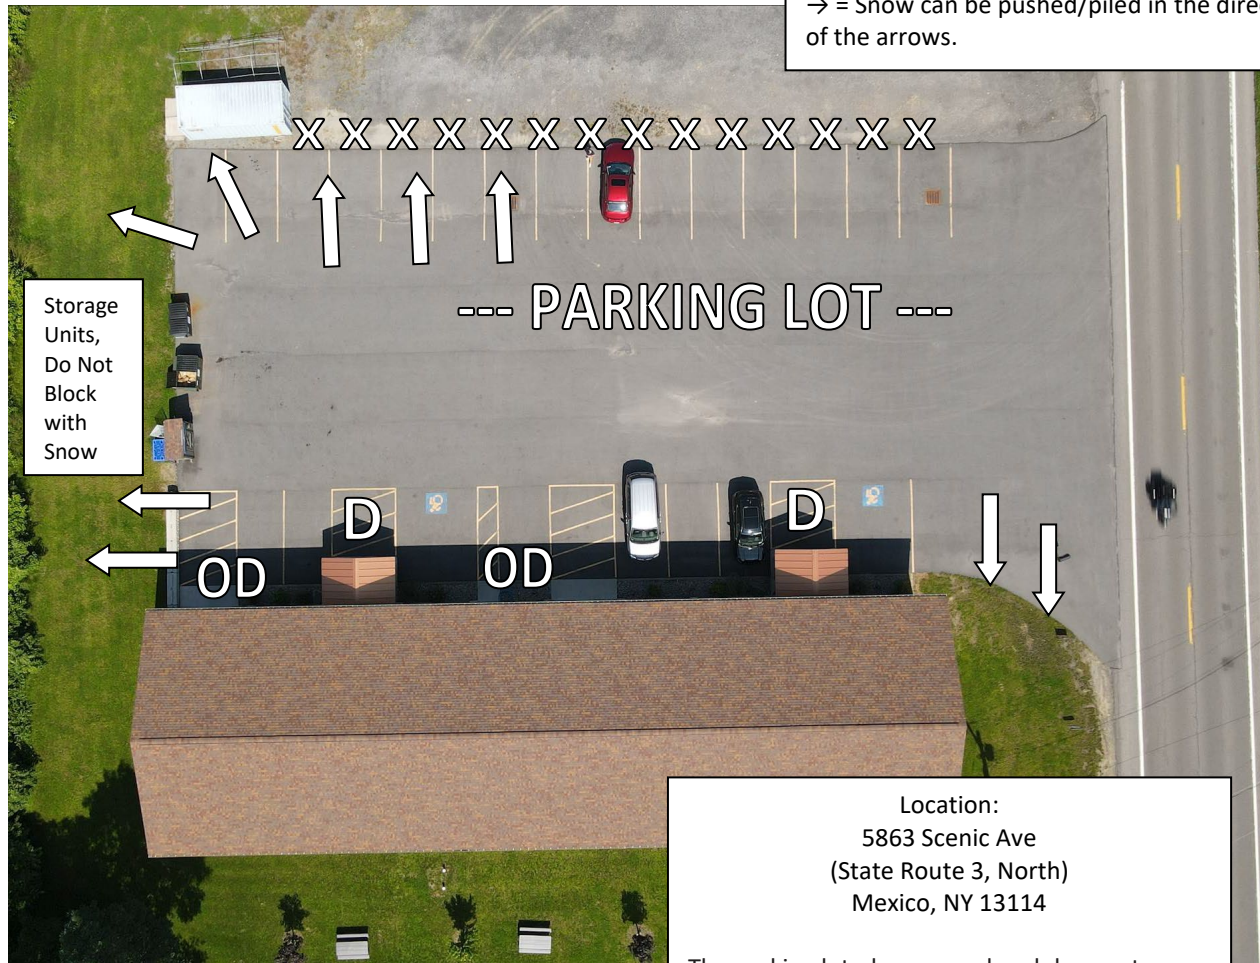 → = Snow can be pushed/piled in the dire
of the arrows.
X X X X X X X X X X X X X X
--- PARKING LOT ---
Storage
Units,
Do Not
Block
with
Snow
D
D
OD
OD
Location:
5863 Scenic Ave
(State Route 3, North)
Mexico, NY 13114